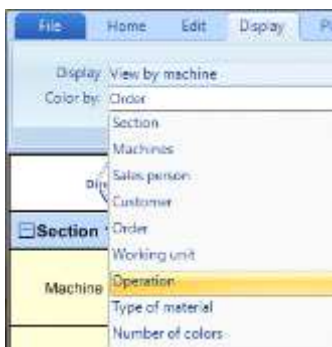 File Home Edit Display
Display View by machine
Color by: Order
Section
Machines
Sales person
Customer
Order
Working unit
Operation
Type of material
Number of colors
Section
Machine